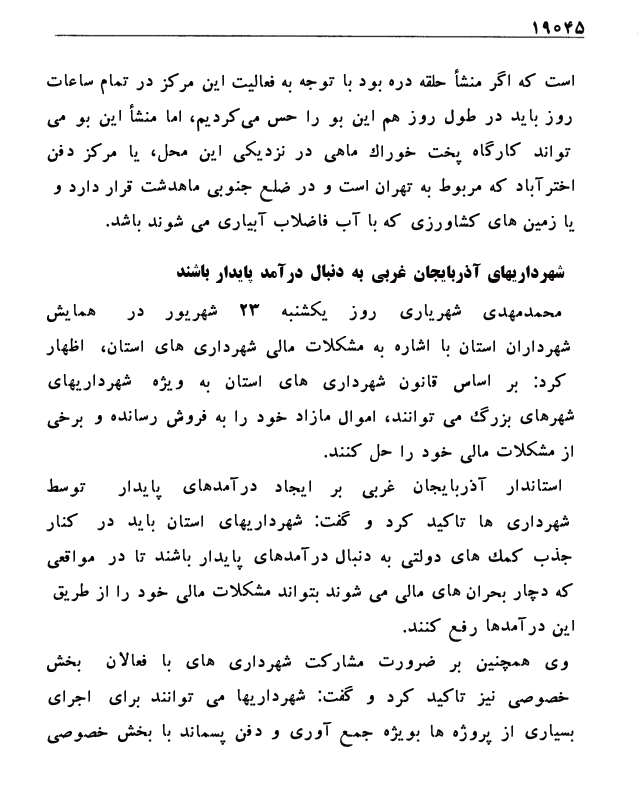 ۱۹۰۴۵
است که اگر منشأ حلقه دره بود با توجه به فعالیت این مرکز در تمام ساعات
روز باید در طول روز هم این بو را حس می‌کردیم، اما منشأ این بو می
تواند کارگاه پخت خوراك ماهی در نزدیکی این محل، یا مرکز دفن
اخترآباد که مربوط به تهران است و در ضلع جنوبی ماهدشت قرار دارد و
یا زمین های کشاورزی که با آب فاضلاب آبیاری می شوند باشد.
شهرداریهای آذربایجان غربی به دنبال درآمد پایدار باشند
محمدمهدی شهریاری روز یکشنبه ۲۳ شهریور در همایش
شهرداران استان با اشاره به مشکلات مالی شهرداری های استان، اظهار
کرد: بر اساس قانون شهرداری های استان به ویژه شهرداریهای
شهرهای بزرگ می توانند، اموال مازاد خود را به فروش رسانده و برخی
از مشکلات مالی خود را حل کنند.
استاندار آذربایجان غربی بر ایجاد درآمدهای پایدار توسط
شهرداری ها تاکید کرد و گفت: شهرداریهای استان باید در کنار
جذب کمك های دولتی به دنبال درآمدهای پایدار باشند تا در مواقعی
که دچار بحران های مالی می شوند بتواند مشکلات مالی خود را از طریق
این درآمدها رفع کنند.
وی همچنین بر ضرورت مشارکت شهرداری های با فعالان بخش
خصوصی نیز تاکید کرد و گفت: شهرداریها می توانند برای اجرای
بسیاری از پروژه ها بویژه جمع آوری و دفن پسماند با بخش خصوصی